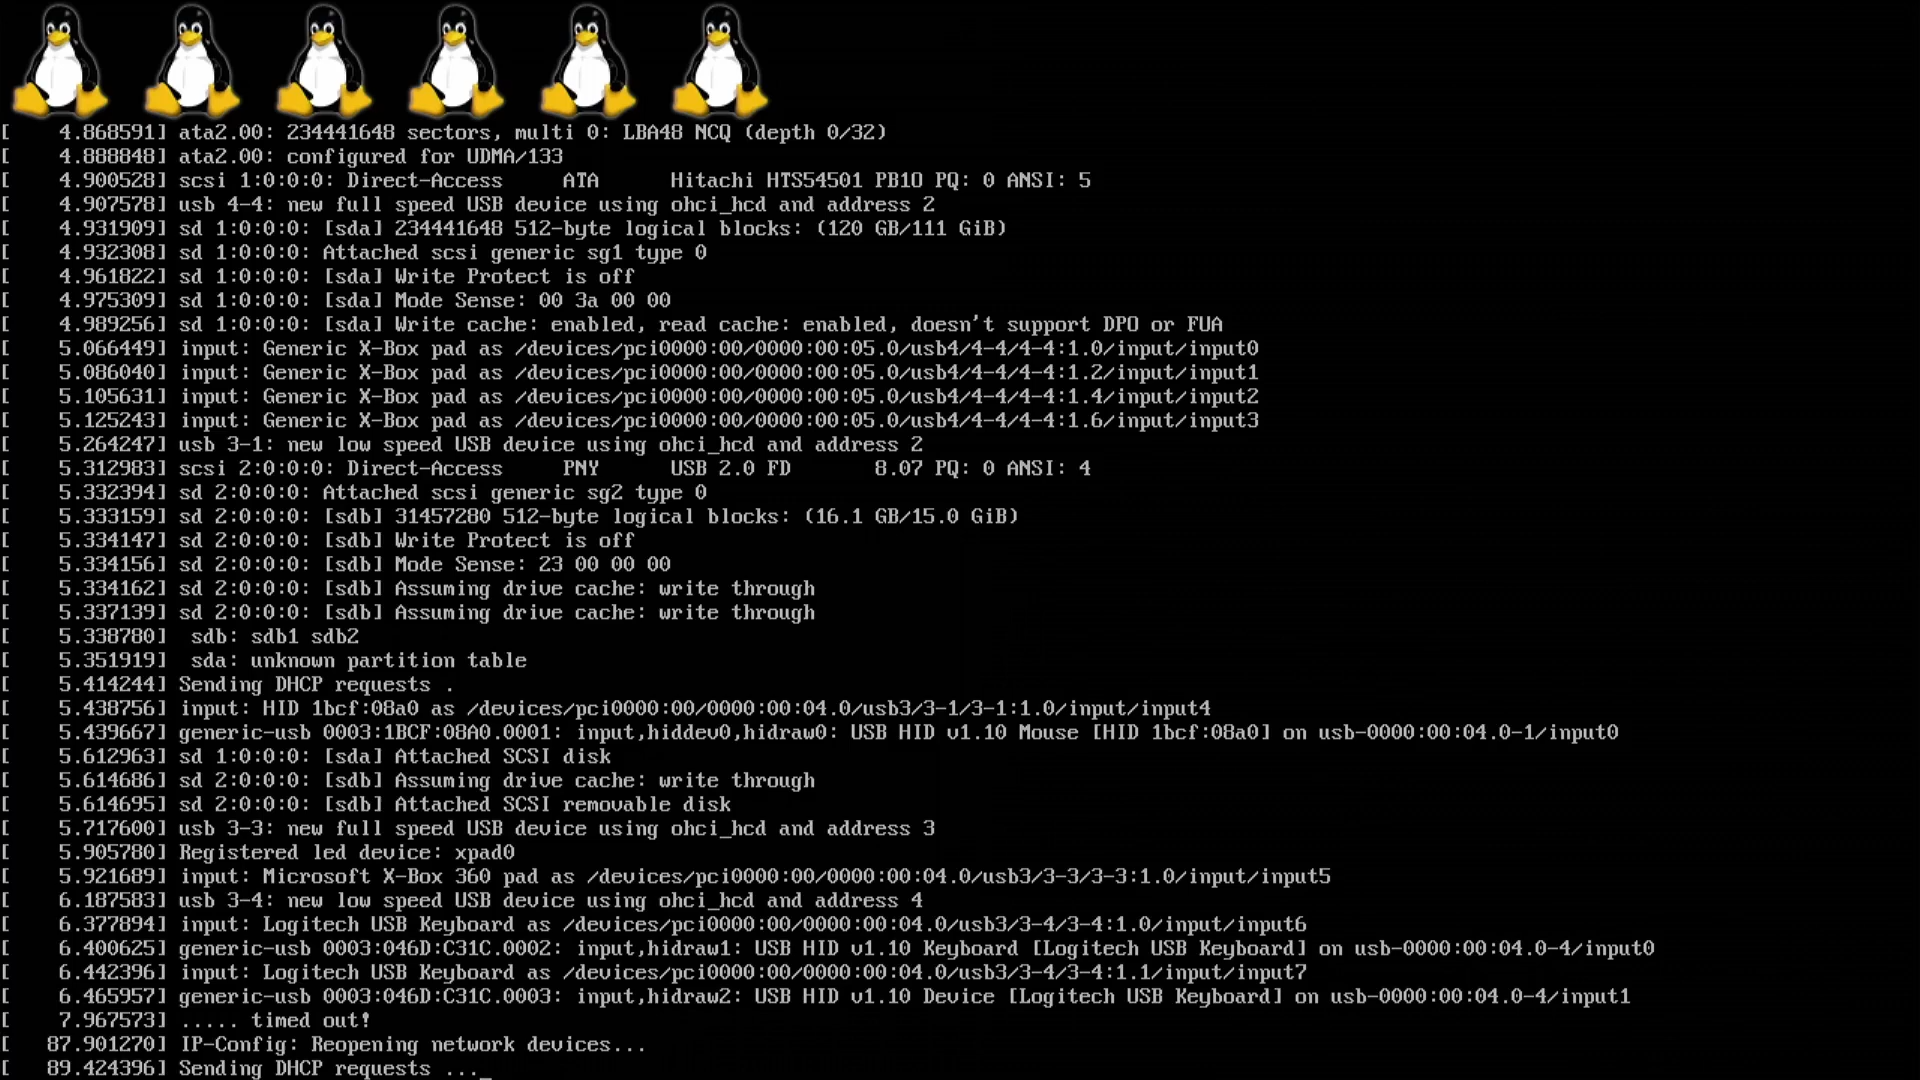 [    4.868591] ata2.00: 234441648 sectors, multi 0: LBA48 NCQ (depth 0/32)
[    4.888848] ata2.00: configured for UDMA/133
[    4.900528] scsi 1:0:0:0: Direct-Access     ATA      Hitachi HTS54501 PB1O PQ: 0 ANSI: 5
[    4.907578] usb 4-4: new full speed USB device using ohci_hcd and address 2
[    4.931909] sd 1:0:0:0: [sda] 234441648 512-byte logical blocks: (120 GB/111 GiB)
[    4.932308] sd 1:0:0:0: Attached scsi generic sg1 type 0
[    4.961822] sd 1:0:0:0: [sda] Write Protect is off
[    4.975309] sd 1:0:0:0: [sda] Mode Sense: 00 3a 00 00
[    4.989256] sd 1:0:0:0: [sda] Write cache: enabled, read cache: enabled, doesn't support DPO or FUA
[    5.066449] input: Generic X-Box pad as /devices/pci0000:00/0000:00:05.0/usb4/4-4/4-4:1.0/input/input0
[    5.086040] input: Generic X-Box pad as /devices/pci0000:00/0000:00:05.0/usb4/4-4/4-4:1.2/input/input1
[    5.105631] input: Generic X-Box pad as /devices/pci0000:00/0000:00:05.0/usb4/4-4/4-4:1.4/input/input2
[    5.125243] input: Generic X-Box pad as /devices/pci0000:00/0000:00:05.0/usb4/4-4/4-4:1.6/input/input3
[    5.264247] usb 3-1: new low speed USB device using ohci_hcd and address 2
[    5.312983] scsi 2:0:0:0: Direct-Access     PNY      USB 2.0 FD       8.07 PQ: 0 ANSI: 4
[    5.332394] sd 2:0:0:0: Attached scsi generic sg2 type 0
[    5.333159] sd 2:0:0:0: [sdb] 31457280 512-byte logical blocks: (16.1 GB/15.0 GiB)
[    5.334147] sd 2:0:0:0: [sdb] Write Protect is off
[    5.334156] sd 2:0:0:0: [sdb] Mode Sense: 23 00 00 00
[    5.334162] sd 2:0:0:0: [sdb] Assuming drive cache: write through
[    5.337139] sd 2:0:0:0: [sdb] Assuming drive cache: write through
[    5.338780]  sdb: sdb1 sdb2
[    5.351919]  sda: unknown partition table
[    5.414244] Sending DHCP requests .
[    5.438756] input: HID 1bcf:08a0 as /devices/pci0000:00/0000:00:04.0/usb3/3-1/3-1:1.0/input/input4
[    5.439667] generic-usb 0003:1BCF:08A0.0001: input,hiddev0,hidraw0: USB HID v1.10 Mouse [HID 1bcf:08a0] on usb-0000:00:04.0-1/input0
[    5.612963] sd 1:0:0:0: [sda] Attached SCSI disk
[    5.614686] sd 2:0:0:0: [sdb] Assuming drive cache: write through
[    5.614695] sd 2:0:0:0: [sdb] Attached SCSI removable disk
[    5.717600] usb 3-3: new full speed USB device using ohci_hcd and address 3
[    5.905780] Registered led device: xpad0
[    5.921689] input: Microsoft X-Box 360 pad as /devices/pci0000:00/0000:00:04.0/usb3/3-3/3-3:1.0/input/input5
[    6.187583] usb 3-4: new low speed USB device using ohci_hcd and address 4
[    6.377894] input: Logitech USB Keyboard as /devices/pci0000:00/0000:00:04.0/usb3/3-4/3-4:1.0/input/input6
[    6.400625] generic-usb 0003:046D:C31C.0002: input,hidraw1: USB HID v1.10 Keyboard [Logitech USB Keyboard] on usb-0000:00:04.0-4/input0
[    6.442396] input: Logitech USB Keyboard as /devices/pci0000:00/0000:00:04.0/usb3/3-4/3-4:1.1/input/input7
[    6.465957] generic-usb 0003:046D:C31C.0003: input,hidraw2: USB HID v1.10 Device [Logitech USB Keyboard] on usb-0000:00:04.0-4/input1
[    7.967573] ..... timed out!
[   87.901270] IP-Config: Reopening network devices...
[   89.424396] Sending DHCP requests ..._